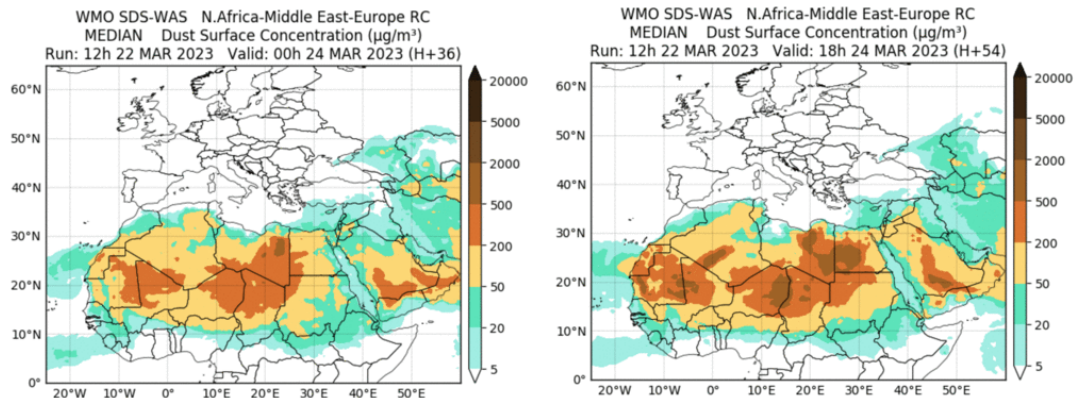 WMO SDS-WAS N.Africa-Middle East-Europe RC
MEDIAN Dust Surface Concentration (µg/m³)
Run: 12h 22 MAR 2023 Valid: 00h 24 MAR 2023 (H+36)
60°N
50°N
40°N
30°N
20°N
10°N
0°
20°W
10°W
0°
10°E
20°E
30°E
40°E
50°E
20000
5000
2000
500
200
50
20
5
WMO SDS-WAS N.Africa-Middle East-Europe RC
MEDIAN Dust Surface Concentration (µg/m³)
Run: 12h 22 MAR 2023 Valid: 18h 24 MAR 2023 (H+54)
60°N
50°N
40°N
30°N
20°N
10°N
0°
20°W
10°W
0°
10°E
20°E
30°E
40°E
50°E
20000
5000
2000
500
200
50
20
5